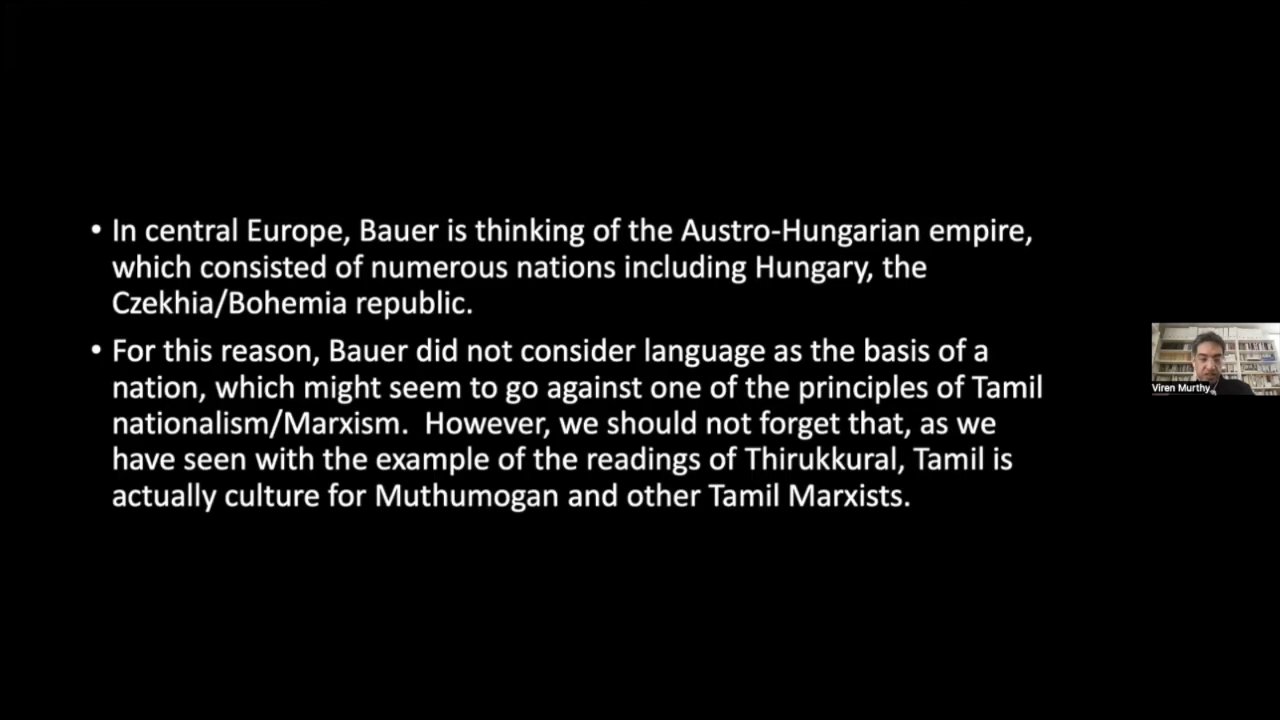 • In central Europe, Bauer is thinking of the Austro-Hungarian empire,
which consisted of numerous nations including Hungary, the
Czekhia/Bohemia republic.
• For this reason, Bauer did not consider language as the basis of a
nation, which might seem to go against one of the principles of Tamil
nationalism/Marxism.  However, we should not forget that, as we
have seen with the example of the readings of Thirukkural, Tamil is
actually culture for Muthumogan and other Tamil Marxists.
Viren Murthy